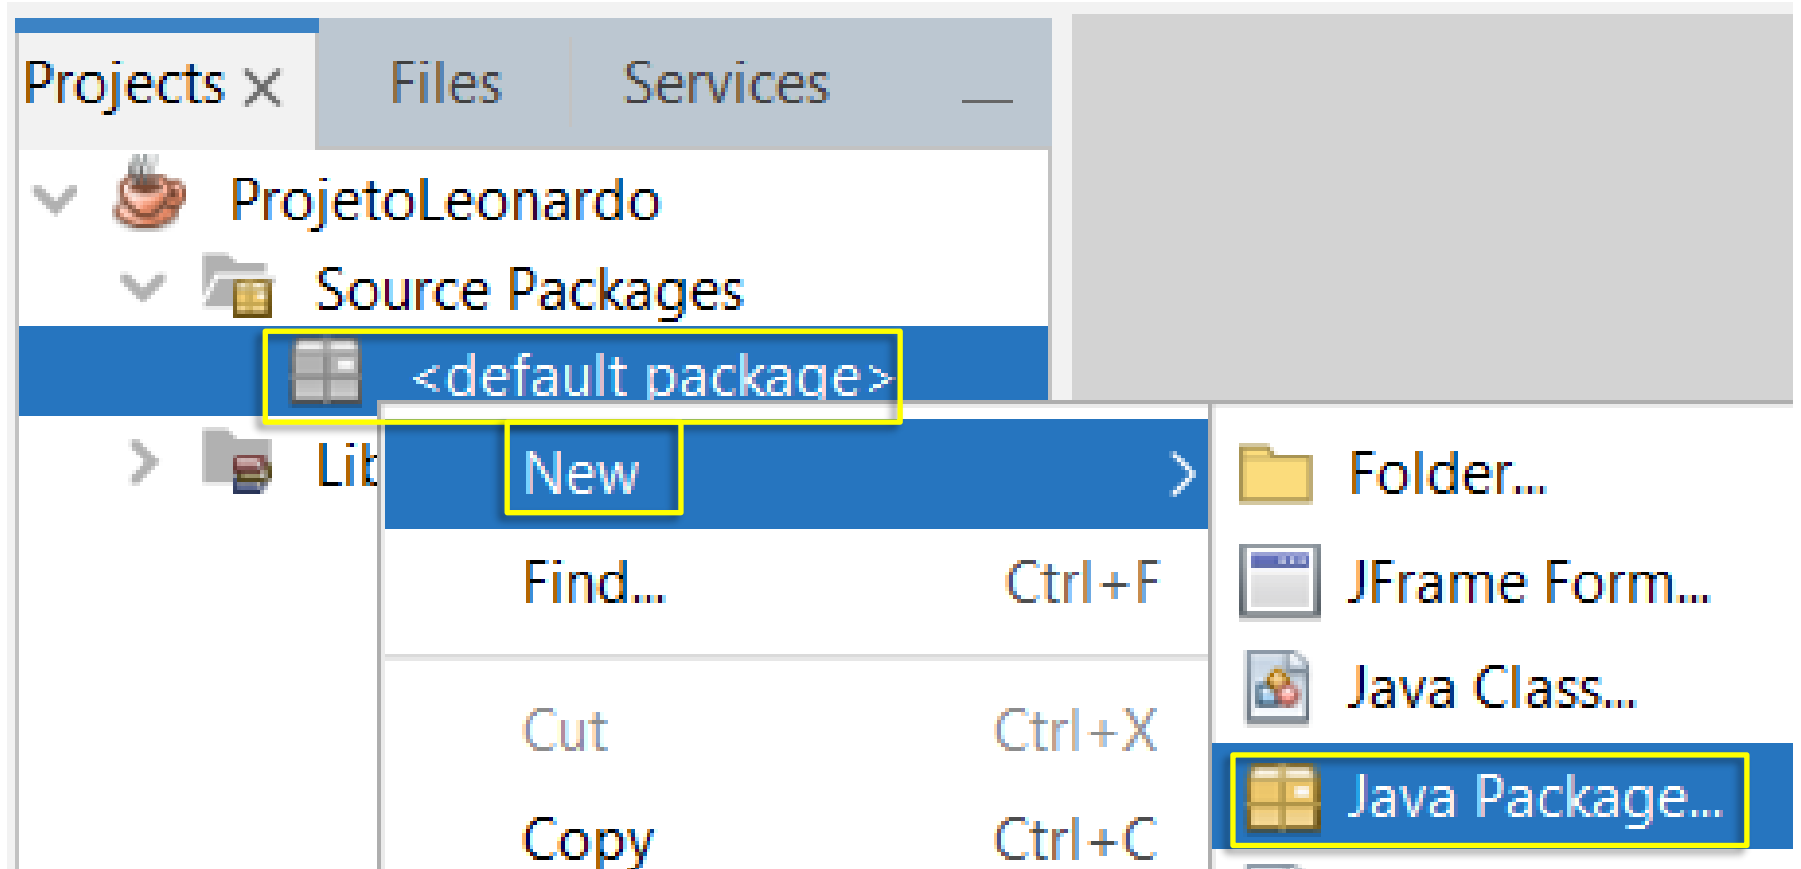 Projects × Files Services
ProjetoLeonardo
Source Packages
<default package>
Lib
New
Find... Ctrl+F
Cut Ctrl+X
Copy Ctrl+C
Folder...
JFrame Form...
Java Class...
Java Package...